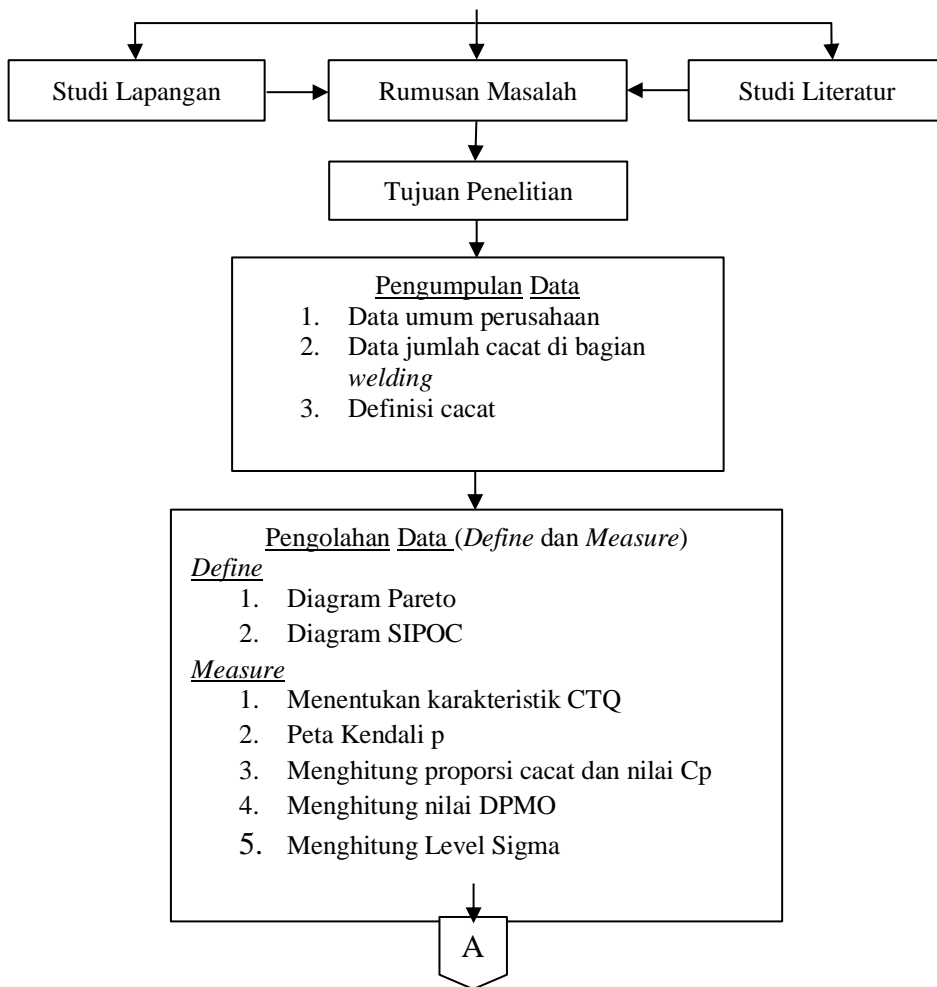 Studi Lapangan
Rumusan Masalah
Studi Literatur
Tujuan Penelitian
Pengumpulan Data
1. Data umum perusahaan
2. Data jumlah cacat di bagian
welding
3. Definisi cacat
Pengolahan Data (Define dan Measure)
Define
1. Diagram Pareto
2. Diagram SIPOC
Measure
1. Menentukan karakteristik CTQ
2. Peta Kendali p
3. Menghitung proporsi cacat dan nilai Cp
4. Menghitung nilai DPMO
5. Menghitung Level Sigma
A